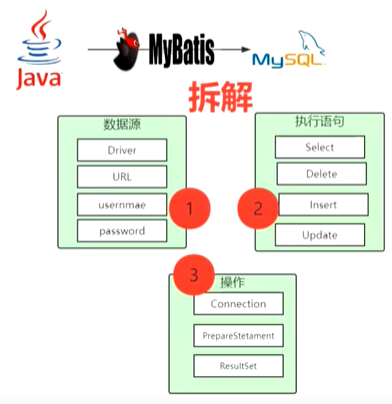 Java
MyBatis
MySQL
拆解
数据源
Driver
URL
usernmae
password
1
执行语句
Select
Delete
Insert
Update
2
3
操作
Connection
PrepareStetament
ResultSet